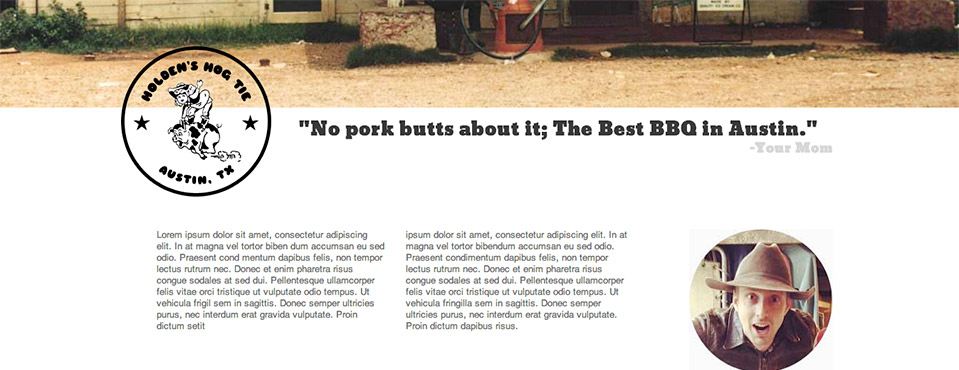 MADE BY
QUALITY ICE CREAM CO.
HOLDEN'S HOG TIE
AUSTIN, TX
"No pork butts about it; The Best BBQ in Austin."
-Your Mom
Lorem ipsum dolor sit amet, consectetur adipiscing
elit. In at magna vel tortor biben dum accumsan eu sed
odio. Praesent cond mentum dapibus felis, non tempor
lectus rutrum nec. Donec et enim pharetra risus
congue sodales at sed dui. Pellentesque ullamcorper
felis vitae orci tristique ut vulputate odio tempus. Ut
vehicula frigil sem in sagittis. Donec semper ultricies
purus, nec interdum erat gravida vulputate. Proin
dictum setit
ipsum dolor sit amet, consectetur adipiscing elit. In at
magna vel tortor bibendum accumsan eu sed odio.
Praesent condimentum dapibus felis, non tempor
lectus rutrum nec. Donec et enim pharetra risus
congue sodales at sed dui. Pellentesque ullamcorper
felis vitae orci tristique ut vulputate odio tempus. Ut
vehicula fringilla sem in sagittis. Donec semper
ultricies purus, nec interdum erat gravida vulputate.
Proin dictum dapibus risus.